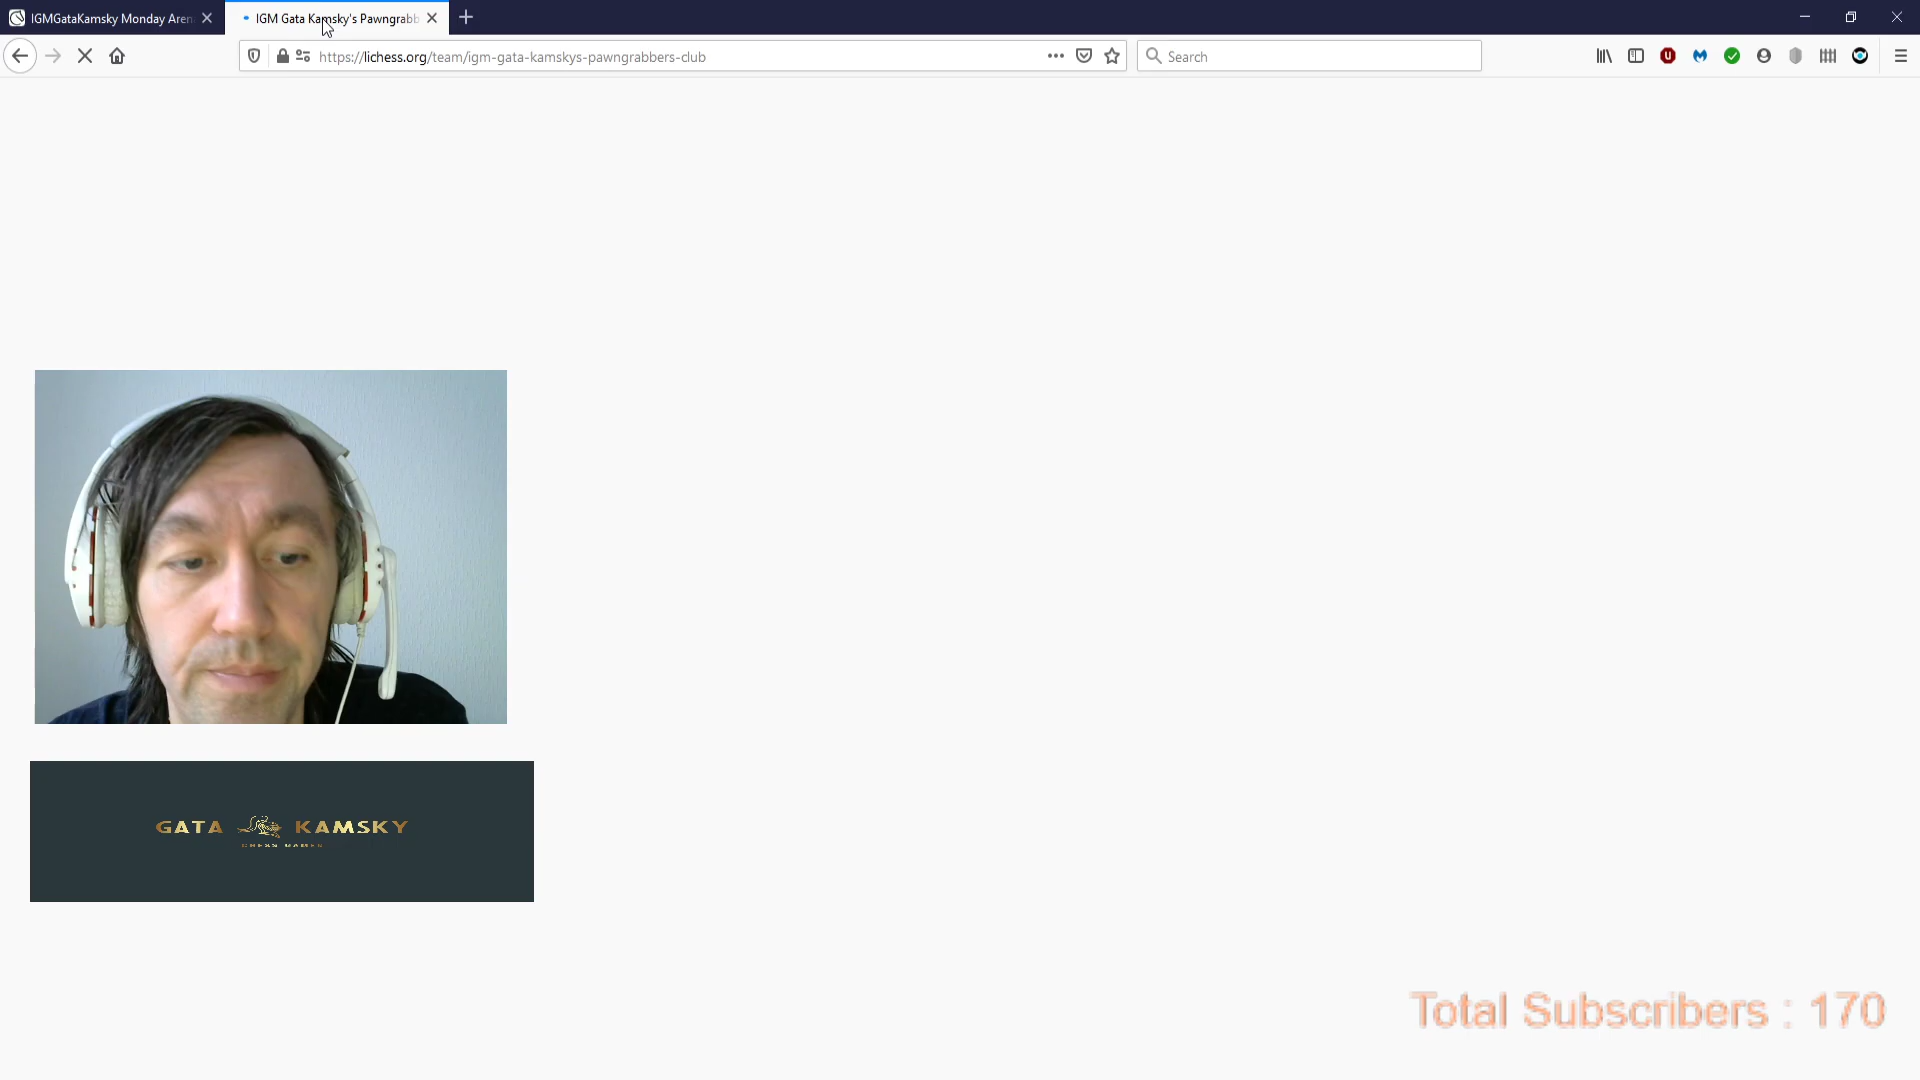 IGMGataKamsky Monday Aren
IGM Gata Kamsky's Pawngrabb
https://lichess.org/team/igm-gata-kamskys-pawngrabbers-club
Search
GATA KAMSKY
Total Subscribers : 170